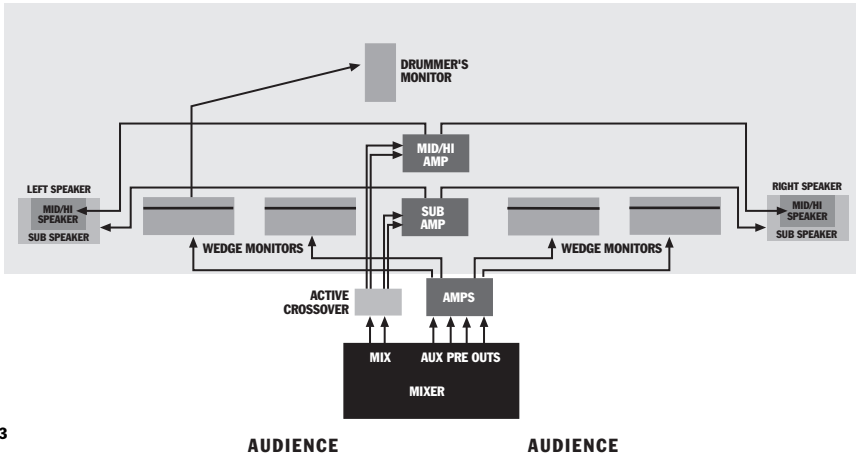 DRUMMER'S
MONITOR
MID/HI
AMP
LEFT SPEAKER
MID/HI
SPEAKER
SUB SPEAKER
SUB
AMP
RIGHT SPEAKER
MID/HI
SPEAKER
SUB SPEAKER
WEDGE MONITORS
WEDGE MONITORS
ACTIVE
CROSSOVER
AMPS
MIX
AUX PRE OUTS
MIXER
3
AUDIENCE
AUDIENCE